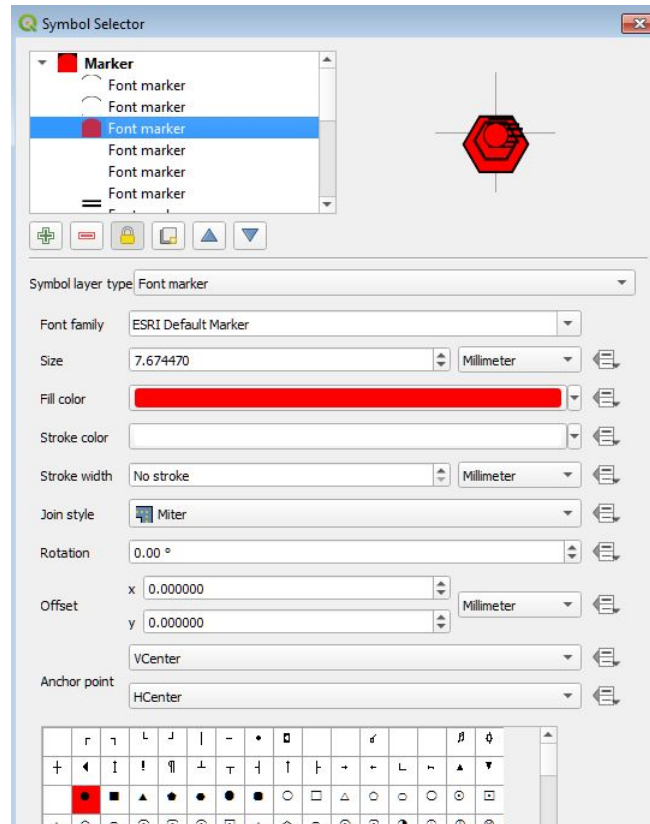 Symbol Selector
Marker
Font marker
Font marker
Font marker
Font marker
Font marker
Font marker
Symbol layer type Font marker
Font family ESRI Default Marker
Size 7.674470 Millimeter
Fill color
Stroke color
Stroke width No stroke Millimeter
Join style Miter
Rotation 0.00 °
x 0.000000
Offset Millimeter
y 0.000000
VCenter
Anchor point
HCenter